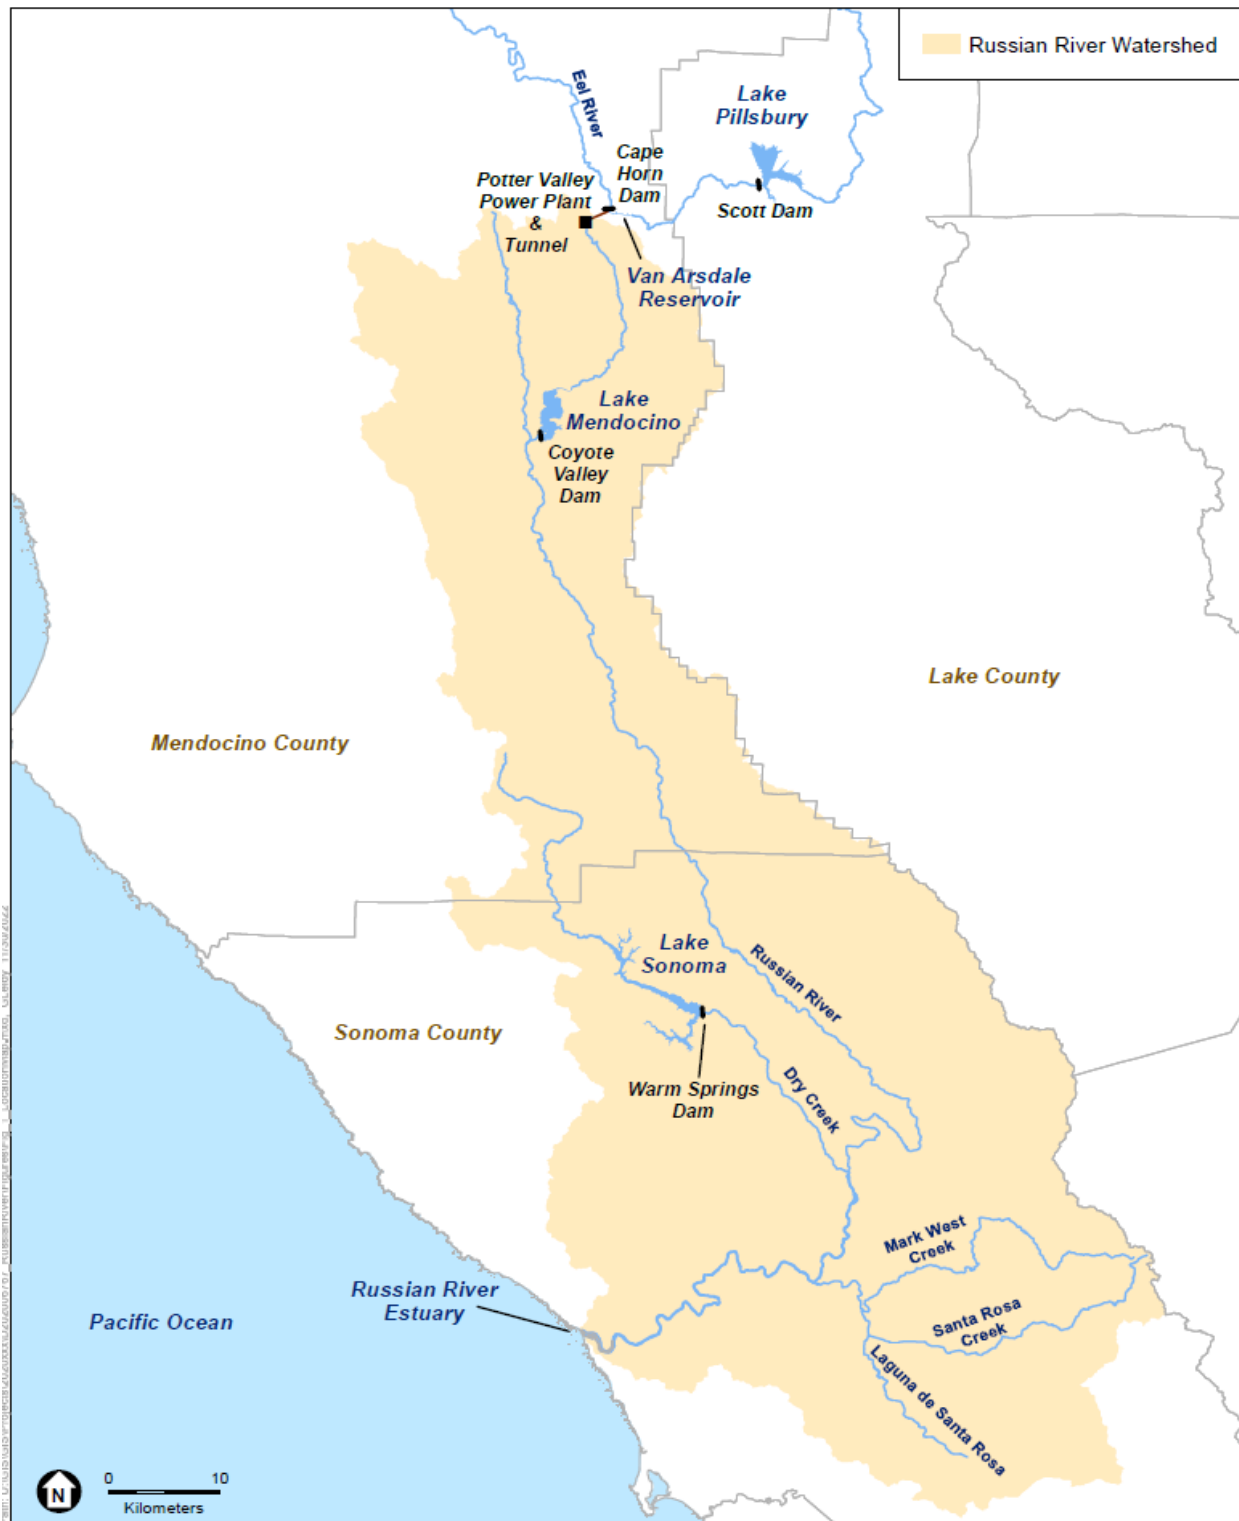 Russian River Watershed
Eel River
Lake
Pillsbury
Cape
Horn
Dam
Potter Valley
Power Plant
&
Tunnel
Scott Dam
Van Arsdale
Reservoir
Lake
Mendocino
Coyote
Valley
Dam
Lake County
Mendocino County
Lake
Sonoma
Russian River
Sonoma County
Warm Springs
Dam
Dry Creek
Mark West
Creek
Russian River
Estuary
Pacific Ocean
Santa Rosa
Creek
Laguna de Santa Rosa
N
0 10
Kilometers